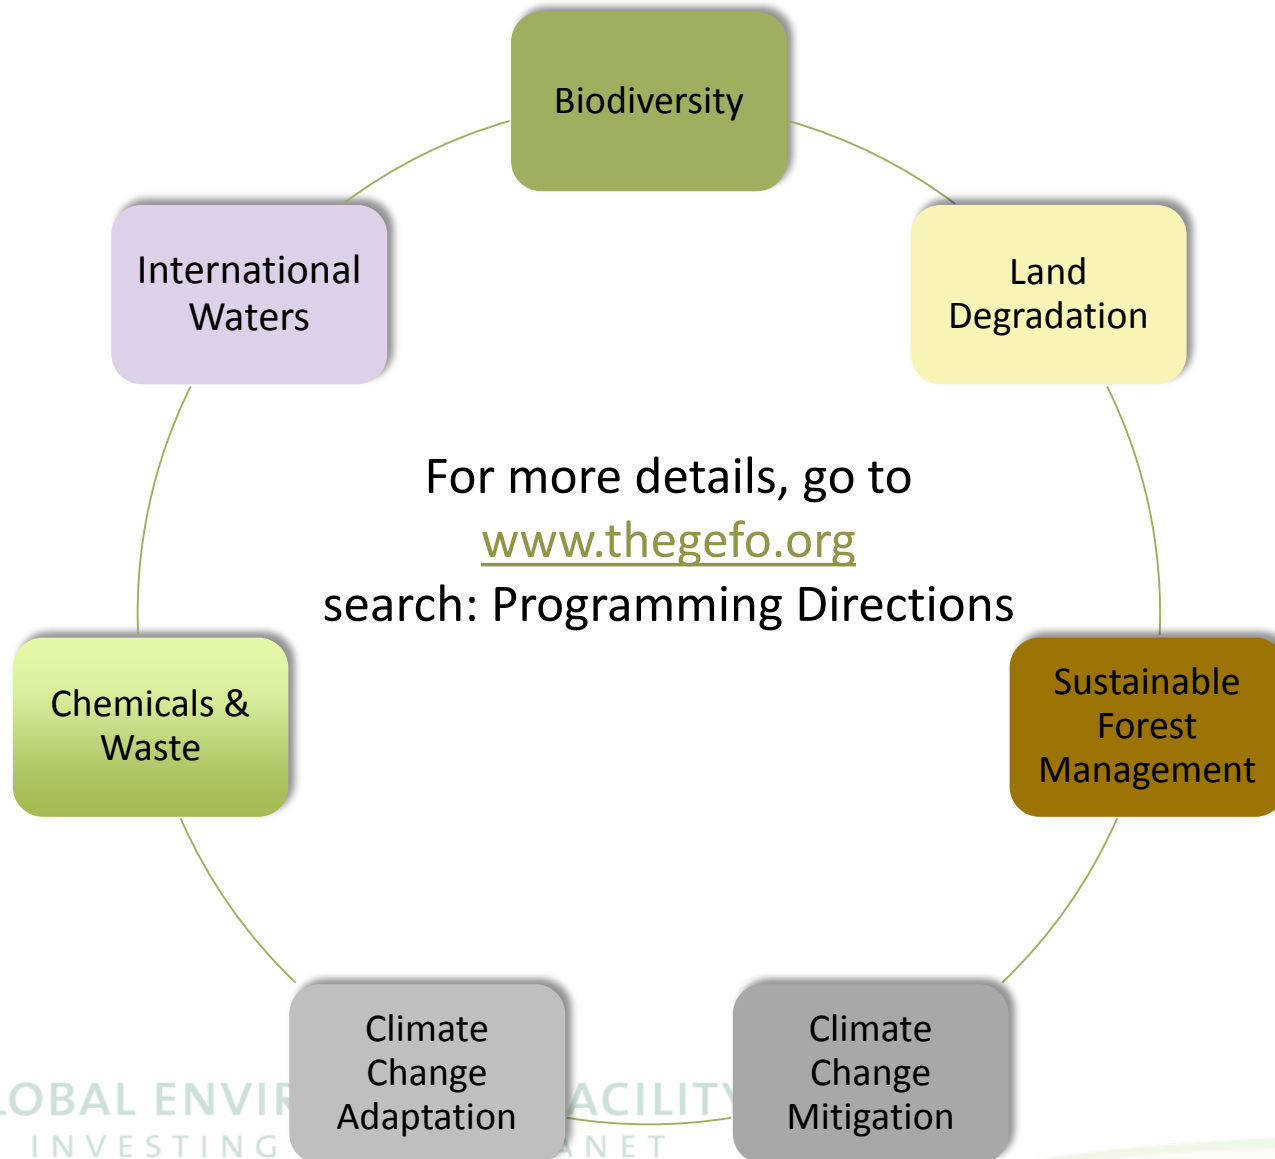 Biodiversity
International
Waters
Land
Degradation
For more details, go to
www.thegefo.org
search: Programming Directions
Chemicals &
Waste
Sustainable
Forest
Management
Climate
Change
Adaptation
Climate
Change
Mitigation
INVESTING